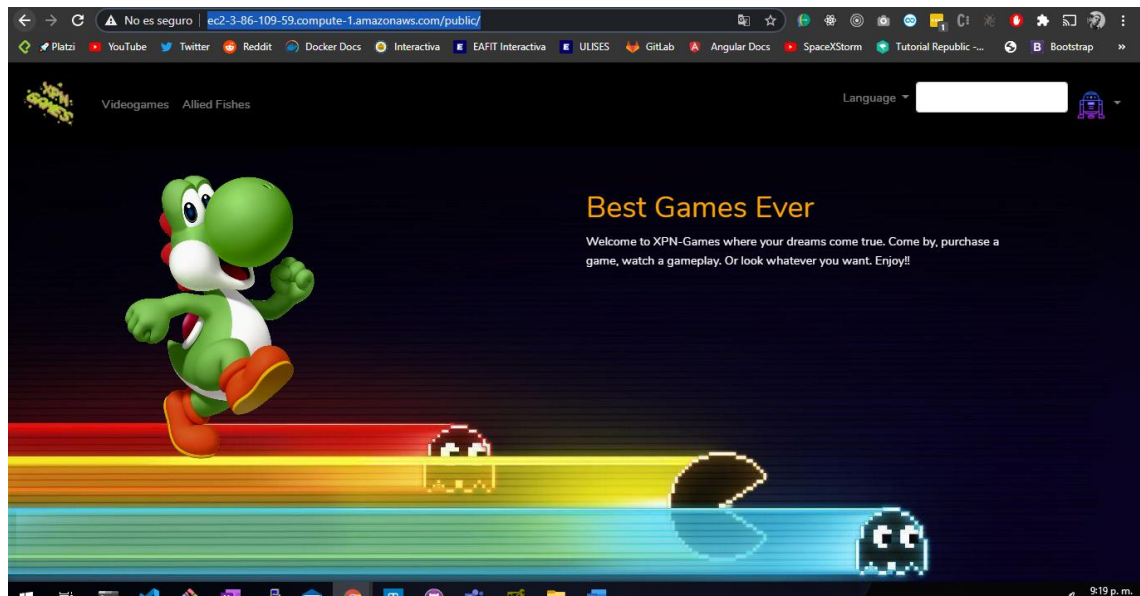 No es seguro | ec2-3-86-109-59.compute-1.amazonaws.com/public/
Platzi YouTube Twitter Reddit Docker Docs Interactiva EAFIT Interactiva ULISES GitLab Angular Docs SpaceXStorm Tutorial Republic -... Bootstrap »
XPN GAMES Videogames Allied Fishes Language
Best Games Ever
Welcome to XPN-Games where your dreams come true. Come by, purchase a
game, watch a gameplay. Or look whatever you want. Enjoy!!
9:19 p. m.